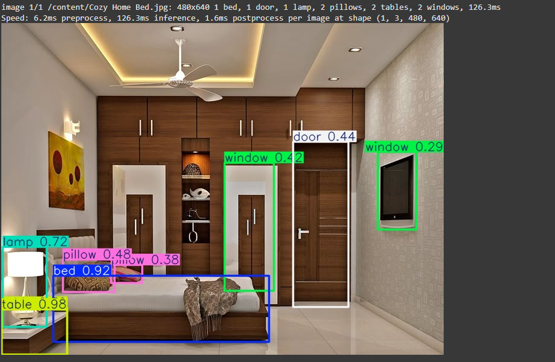 image 1/1 /content/Cozy Home Bed.jpg: 480x640 1 bed, 1 door, 1 lamp, 2 pillows, 2 tables, 2 windows, 126.3ms
Speed: 6.2ms preprocess, 126.3ms inference, 1.6ms postprocess per image at shape (1, 3, 480, 640)
door 0.44
window 0.29
window 0.42
lamp 0.72
pillow 0.48
pillow 0.38
bed 0.92
table 0.98